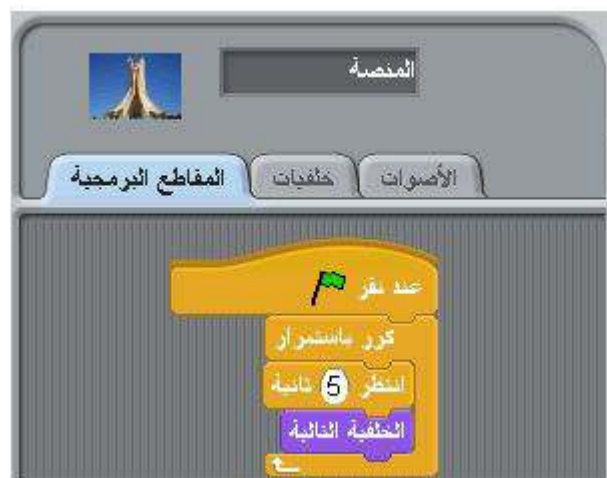 المنصة
المقاطع البرمجية خلفيات الأصوات
عند نقر
كرر باستمرار
انتظر 5 ثانية
الخلفية التالية